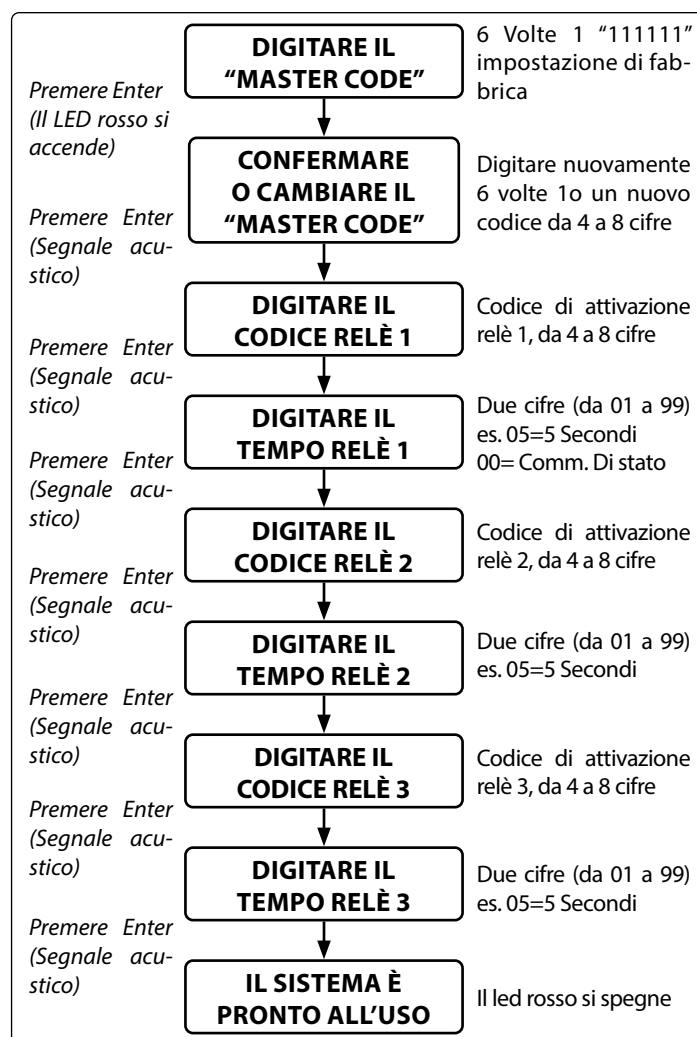 DIGITARE IL
“MASTER CODE”
6 Volte 1 “111111”
impostazione di fab-
brica
Premere Enter
(Il LED rosso si
accende)
CONFERMARE
O CAMBIARE IL
“MASTER CODE”
Digitare nuovamente
6 volte 1o un nuovo
codice da 4 a 8 cifre
Premere Enter
(Segnale acu-
stico)
DIGITARE IL
CODICE RELÈ 1
Codice di attivazione
relè 1, da 4 a 8 cifre
Premere Enter
(Segnale acu-
stico)
DIGITARE IL
TEMPO RELÈ 1
Due cifre (da 01 a 99)
es. 05=5 Secondi
00= Comm. Di stato
Premere Enter
(Segnale acu-
stico)
DIGITARE IL
CODICE RELÈ 2
Codice di attivazione
relè 2, da 4 a 8 cifre
Premere Enter
(Segnale acu-
stico)
DIGITARE IL
TEMPO RELÈ 2
Due cifre (da 01 a 99)
es. 05=5 Secondi
Premere Enter
(Segnale acu-
stico)
DIGITARE IL
CODICE RELÈ 3
Codice di attivazione
relè 3, da 4 a 8 cifre
Premere Enter
(Segnale acu-
stico)
DIGITARE IL
TEMPO RELÈ 3
Due cifre (da 01 a 99)
es. 05=5 Secondi
Premere Enter
(Segnale acu-
stico)
IL SISTEMA È
PRONTO ALL’USO
Il led rosso si spegne